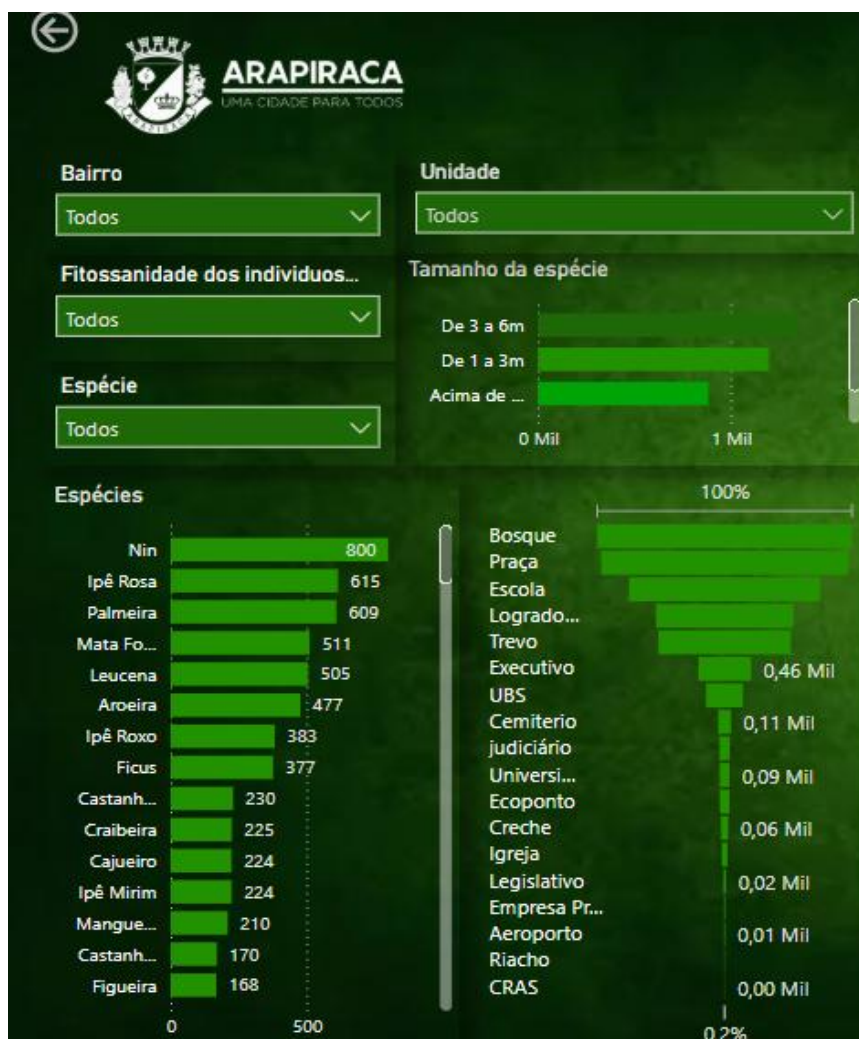 ARAPIRACA
UMA CIDADE PARA TODOS
Bairro
Todos
Unidade
Todos
Fitossanidade dos individuos...
Todos
Espécie
Todos
Tamanho da espécie
De 3 a 6m
De 1 a 3m
Acima de ...
0 Mil 1 Mil
Espécies
Nin 800
Ipê Rosa 615
Palmeira 609
Mata Fo... 511
Leucena 505
Aroeira 477
Ipê Roxo 383
Ficus 377
Castanh... 230
Craibeira 225
Cajueiro 224
Ipê Mirim 224
Mangue... 210
Castanh... 170
Figueira 168
0 500
100%
Bosque
Praça
Escola
Logrado...
Trevo
Executivo 0,46 Mil
UBS
Cemiterio 0,11 Mil
judiciário
Universi... 0,09 Mil
Ecoponto
Creche 0,06 Mil
Igreja
Legislativo 0,02 Mil
Empresa Pr...
Aeroporto 0,01 Mil
Riacho
CRAS 0,00 Mil
0,2%